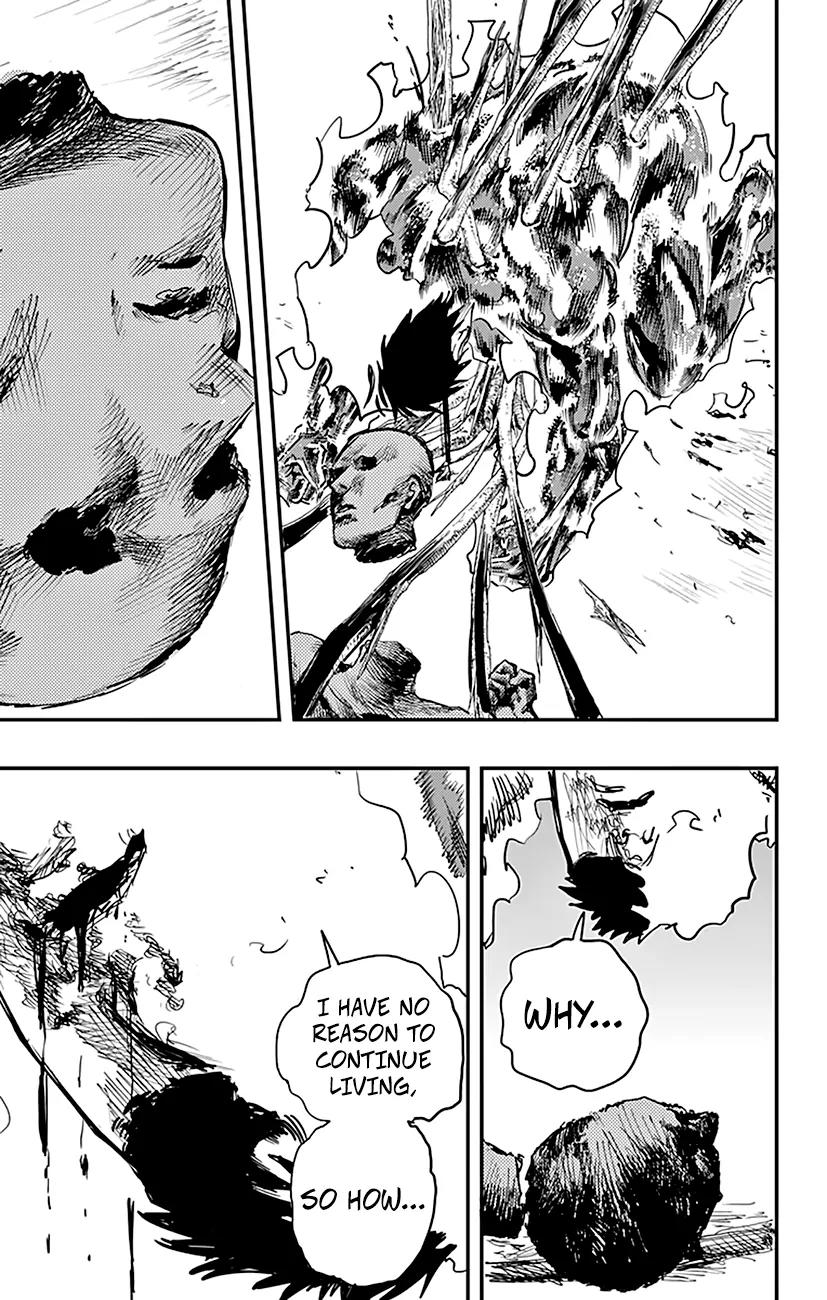 WHY...
I HAVE NO
REASON TO
CONTINUE
LIVING,
SO HOW...